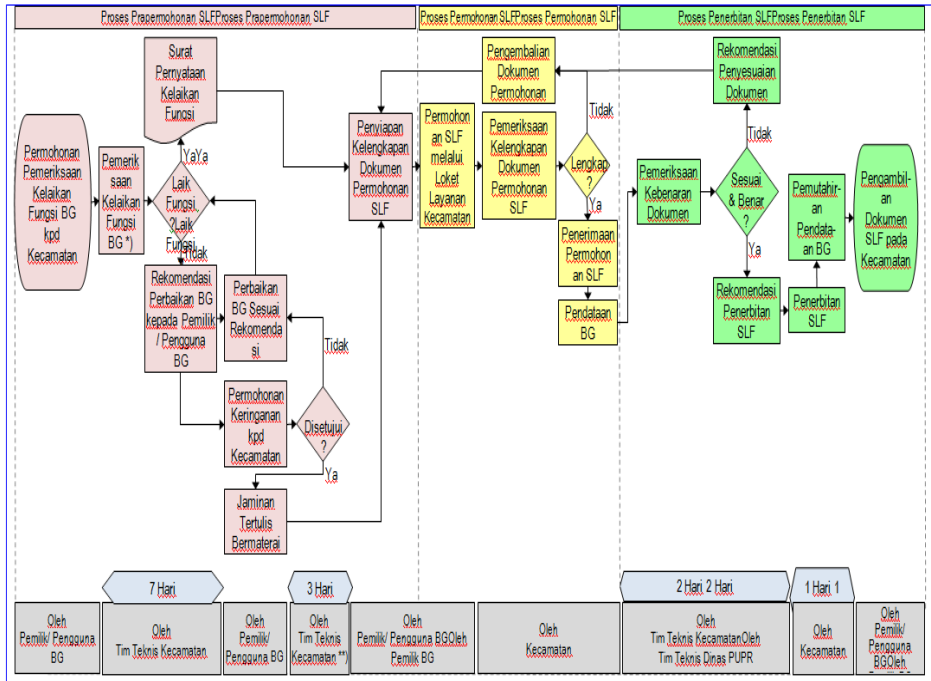 Proses Prapermohonan SLFProses Prapermohonan SLF
Proses Permohonan SLFProses Permohonan SLF
Proses Penerbitan SLFProses Penerbitan SLF
Permohonan
Pemeriksaan
Kelaikan
Fungsi BG
kpd
Kecamatan
Pemerik
saan
Kelaikan
Fungsi
BG *)
Surat
Pernyataan
Kelaikan
Fungsi
YaYa
Laik
Fungsi
?Laik
Fungsi
Tidak
Rekomendasi
Perbaikan BG
kepada Pemilik
/ Pengguna
BG
Perbaikan
BG Sesuai
Rekomenda
si
Tidak
Permohonan
Keringanan
kpd
Kecamatan
Disetujui
?
Ya
Jaminan
Tertulis
Bermaterai
Penyiapan
Kelengkapan
Dokumen
Permohonan
SLF
Pengembalian
Dokumen
Permohonan
Tidak
Permohon
an SLF
melalui
Loket
Layanan
Kecamatan
Pemeriksaan
Kelengkapan
Dokumen
Permohonan
SLF
Lengkap
?
Ya
Penerimaan
Permohon
an SLF
Pendataan
BG
Rekomendasi
Penyesuaian
Dokumen
Tidak
Pemeriksaan
Kebenaran
Dokumen
Sesuai
& Benar
?
Ya
Rekomendasi
Penerbitan
SLF
Penerbitan
SLF
Pemutahir-
an
Pendata-
an BG
Pengambil-
an
Dokumen
SLF pada
Kecamatan
7 Hari
3 Hari
2 Hari 2 Hari
1 Hari 1
Oleh
Pemilik/ Pengguna
BG
Oleh
Tim Teknis Kecamatan
Oleh
Pemilik/
Pengguna BG
Oleh
Tim Teknis
Kecamatan **)
Oleh
Pemilik/ Pengguna BGOleh
Pemilik BG
Oleh
Kecamatan
Oleh
Tim Teknis KecamatanOleh
Tim Teknis Dinas PUPR
Oleh
Kecamatan
Oleh
Pemilik/
Pengguna
BGOleh